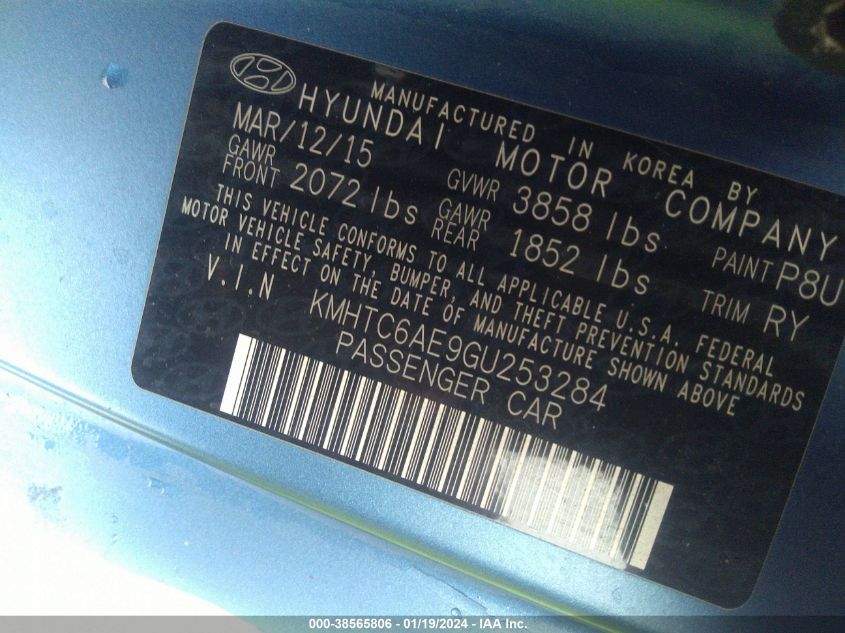 MANUFACTURED IN KOREA BY
HYUNDAI MOTOR COMPANY
MAR/12/15 GVWR 3858 lbs PAINT P8U
GAWR FRONT 2072 lbs GAWR REAR 1852 lbs TRIM RY
THIS VEHICLE CONFORMS TO ALL APPLICABLE U.S.A. FEDERAL
MOTOR VEHICLE SAFETY, BUMPER, AND THEFT PREVENTION STANDARDS
IN EFFECT ON THE DATE OF MANUFACTURE SHOWN ABOVE
V.I.N KMHTC6AE9GU253284
PASSENGER CAR
000-38565806 - 01/19/2024 - IAA Inc.